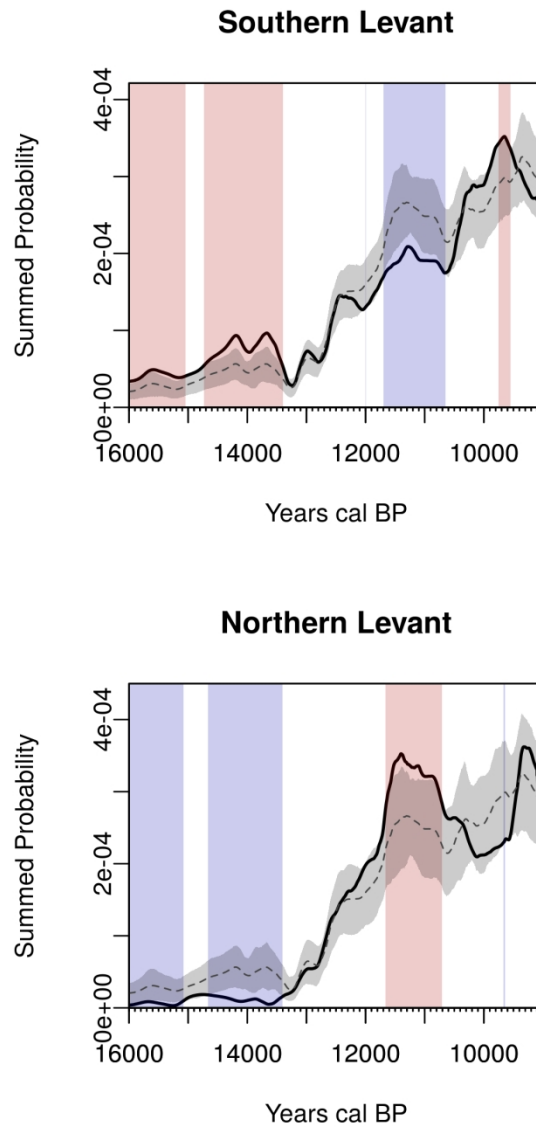 Southern Levant
Summed Probability
0e+00
2e-04
4e-04
16000 14000 12000 10000
Years cal BP
Northern Levant
Summed Probability
0e+00
2e-04
4e-04
16000 14000 12000 10000
Years cal BP